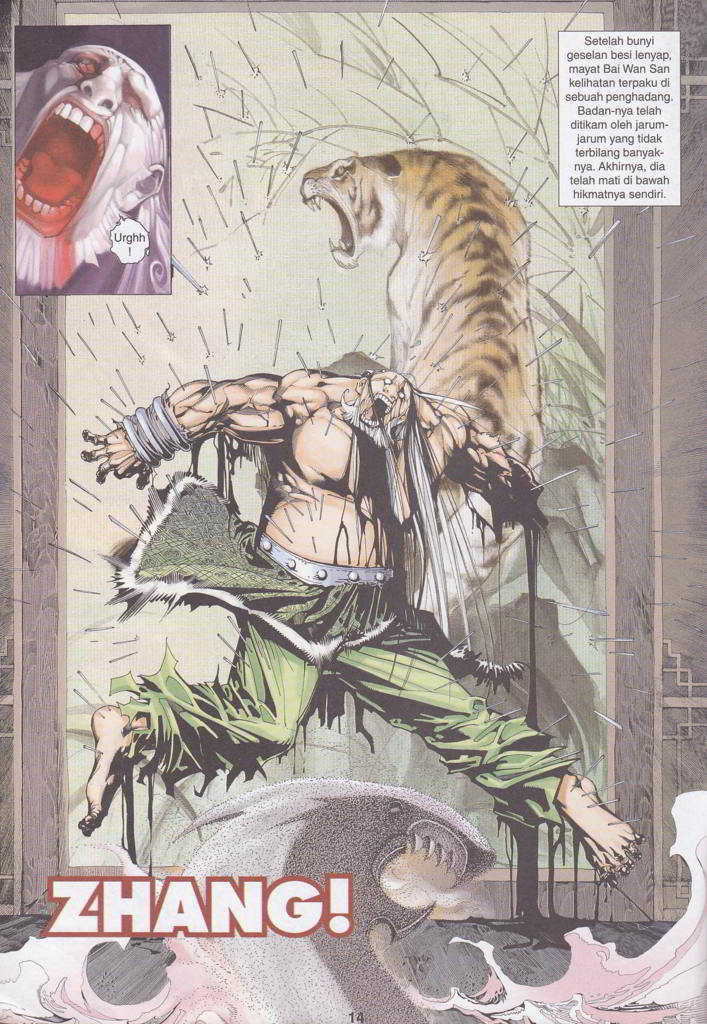 Urghh
!
Setelah bunyi
geselan besi lenyap,
mayat Bai Wan San
kelihatan terpaku di
sebuah penghadang.
Badan-nya telah
ditikam oleh jarum-
jarum yang tidak
terbilang banyak-
nya. Akhirnya, dia
telah mati di bawah
hikmatnya sendiri.
ZHANG!
14